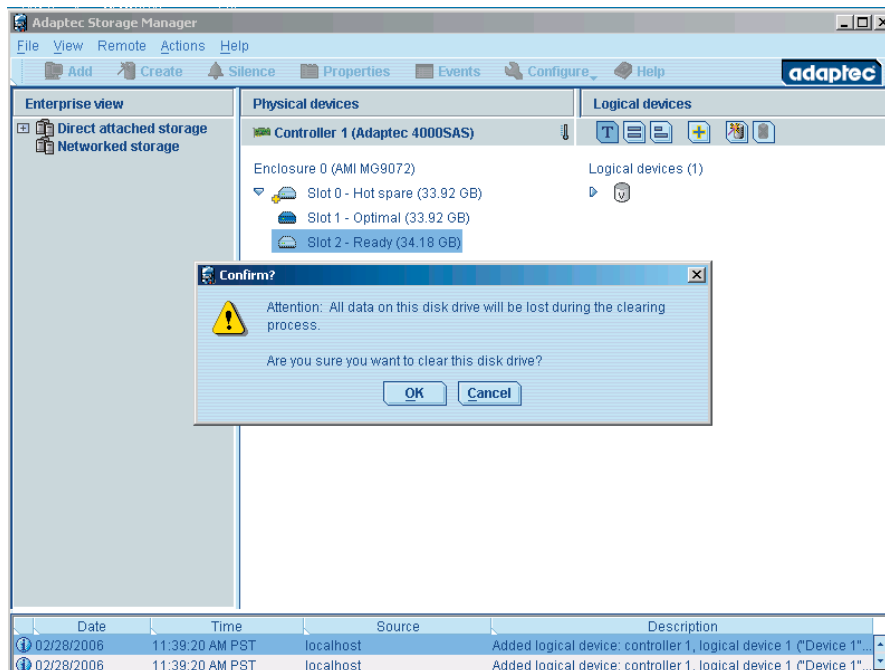 Adaptec Storage Manager
File View Remote Actions Help
Add Create Silence Properties Events Configure Help
adaptec
Enterprise view
Physical devices
Logical devices
Direct attached storage
Networked storage
Controller 1 (Adaptec 4000SAS)
T
Enclosure 0 (AMI MG9072)
Logical devices (1)
Slot 0 - Hot spare (33.92 GB)
V
Slot 1 - Optimal (33.92 GB)
Slot 2 - Ready (34.18 GB)
Confirm?
Attention: All data on this disk drive will be lost during the clearing
process.
Are you sure you want to clear this disk drive?
OK Cancel
Date Time Source Description
02/28/2006 11:39:20 AM PST localhost Added logical device: controller 1, logical device 1 ("Device 1"...
02/28/2006 11:39:20 AM PST localhost Added logical device: controller 1, logical device 1 ("Device 1"...